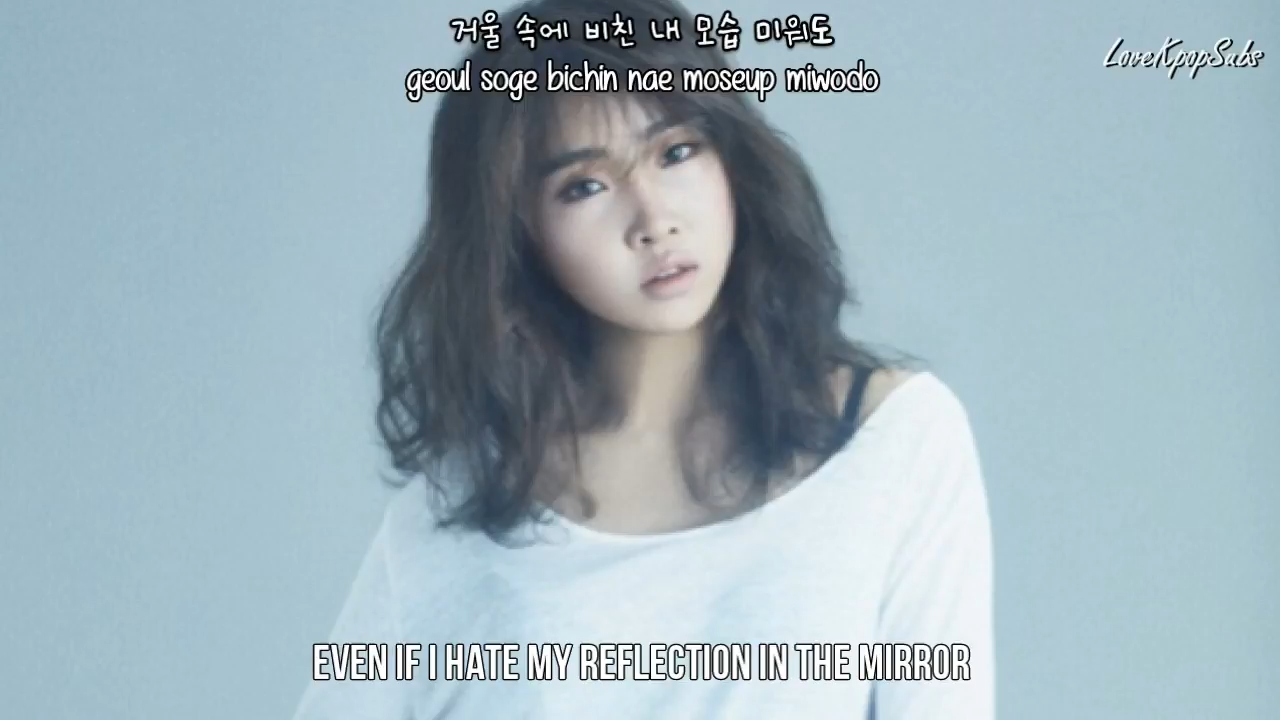 거울 속에 비친 내 모습 미워도
LoveKpopSubs
geoul soge bichin nae moseup miwodo
EVEN IF I HATE MY REFLECTION IN THE MIRROR